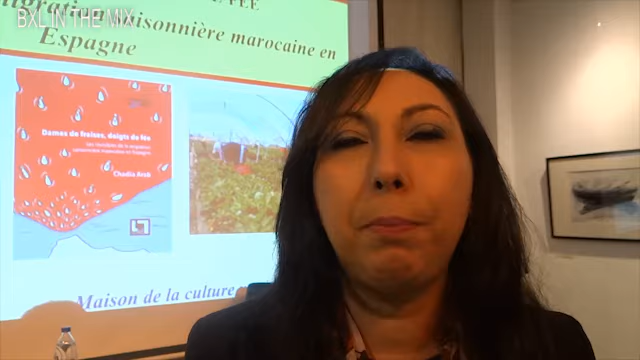 BXL IN THE MIX
FÉE
migration saisonnière marocaine en
Espagne
Dames de fraises, doigts de fée
Chadia Arab
Maison de la culture